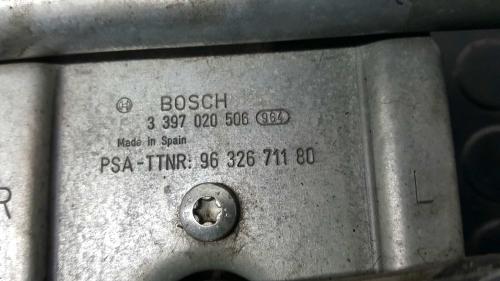 BOSCH
3 397 020 506 964
Made in Spain
PSA-TTNR: 96 326 711 80
R L